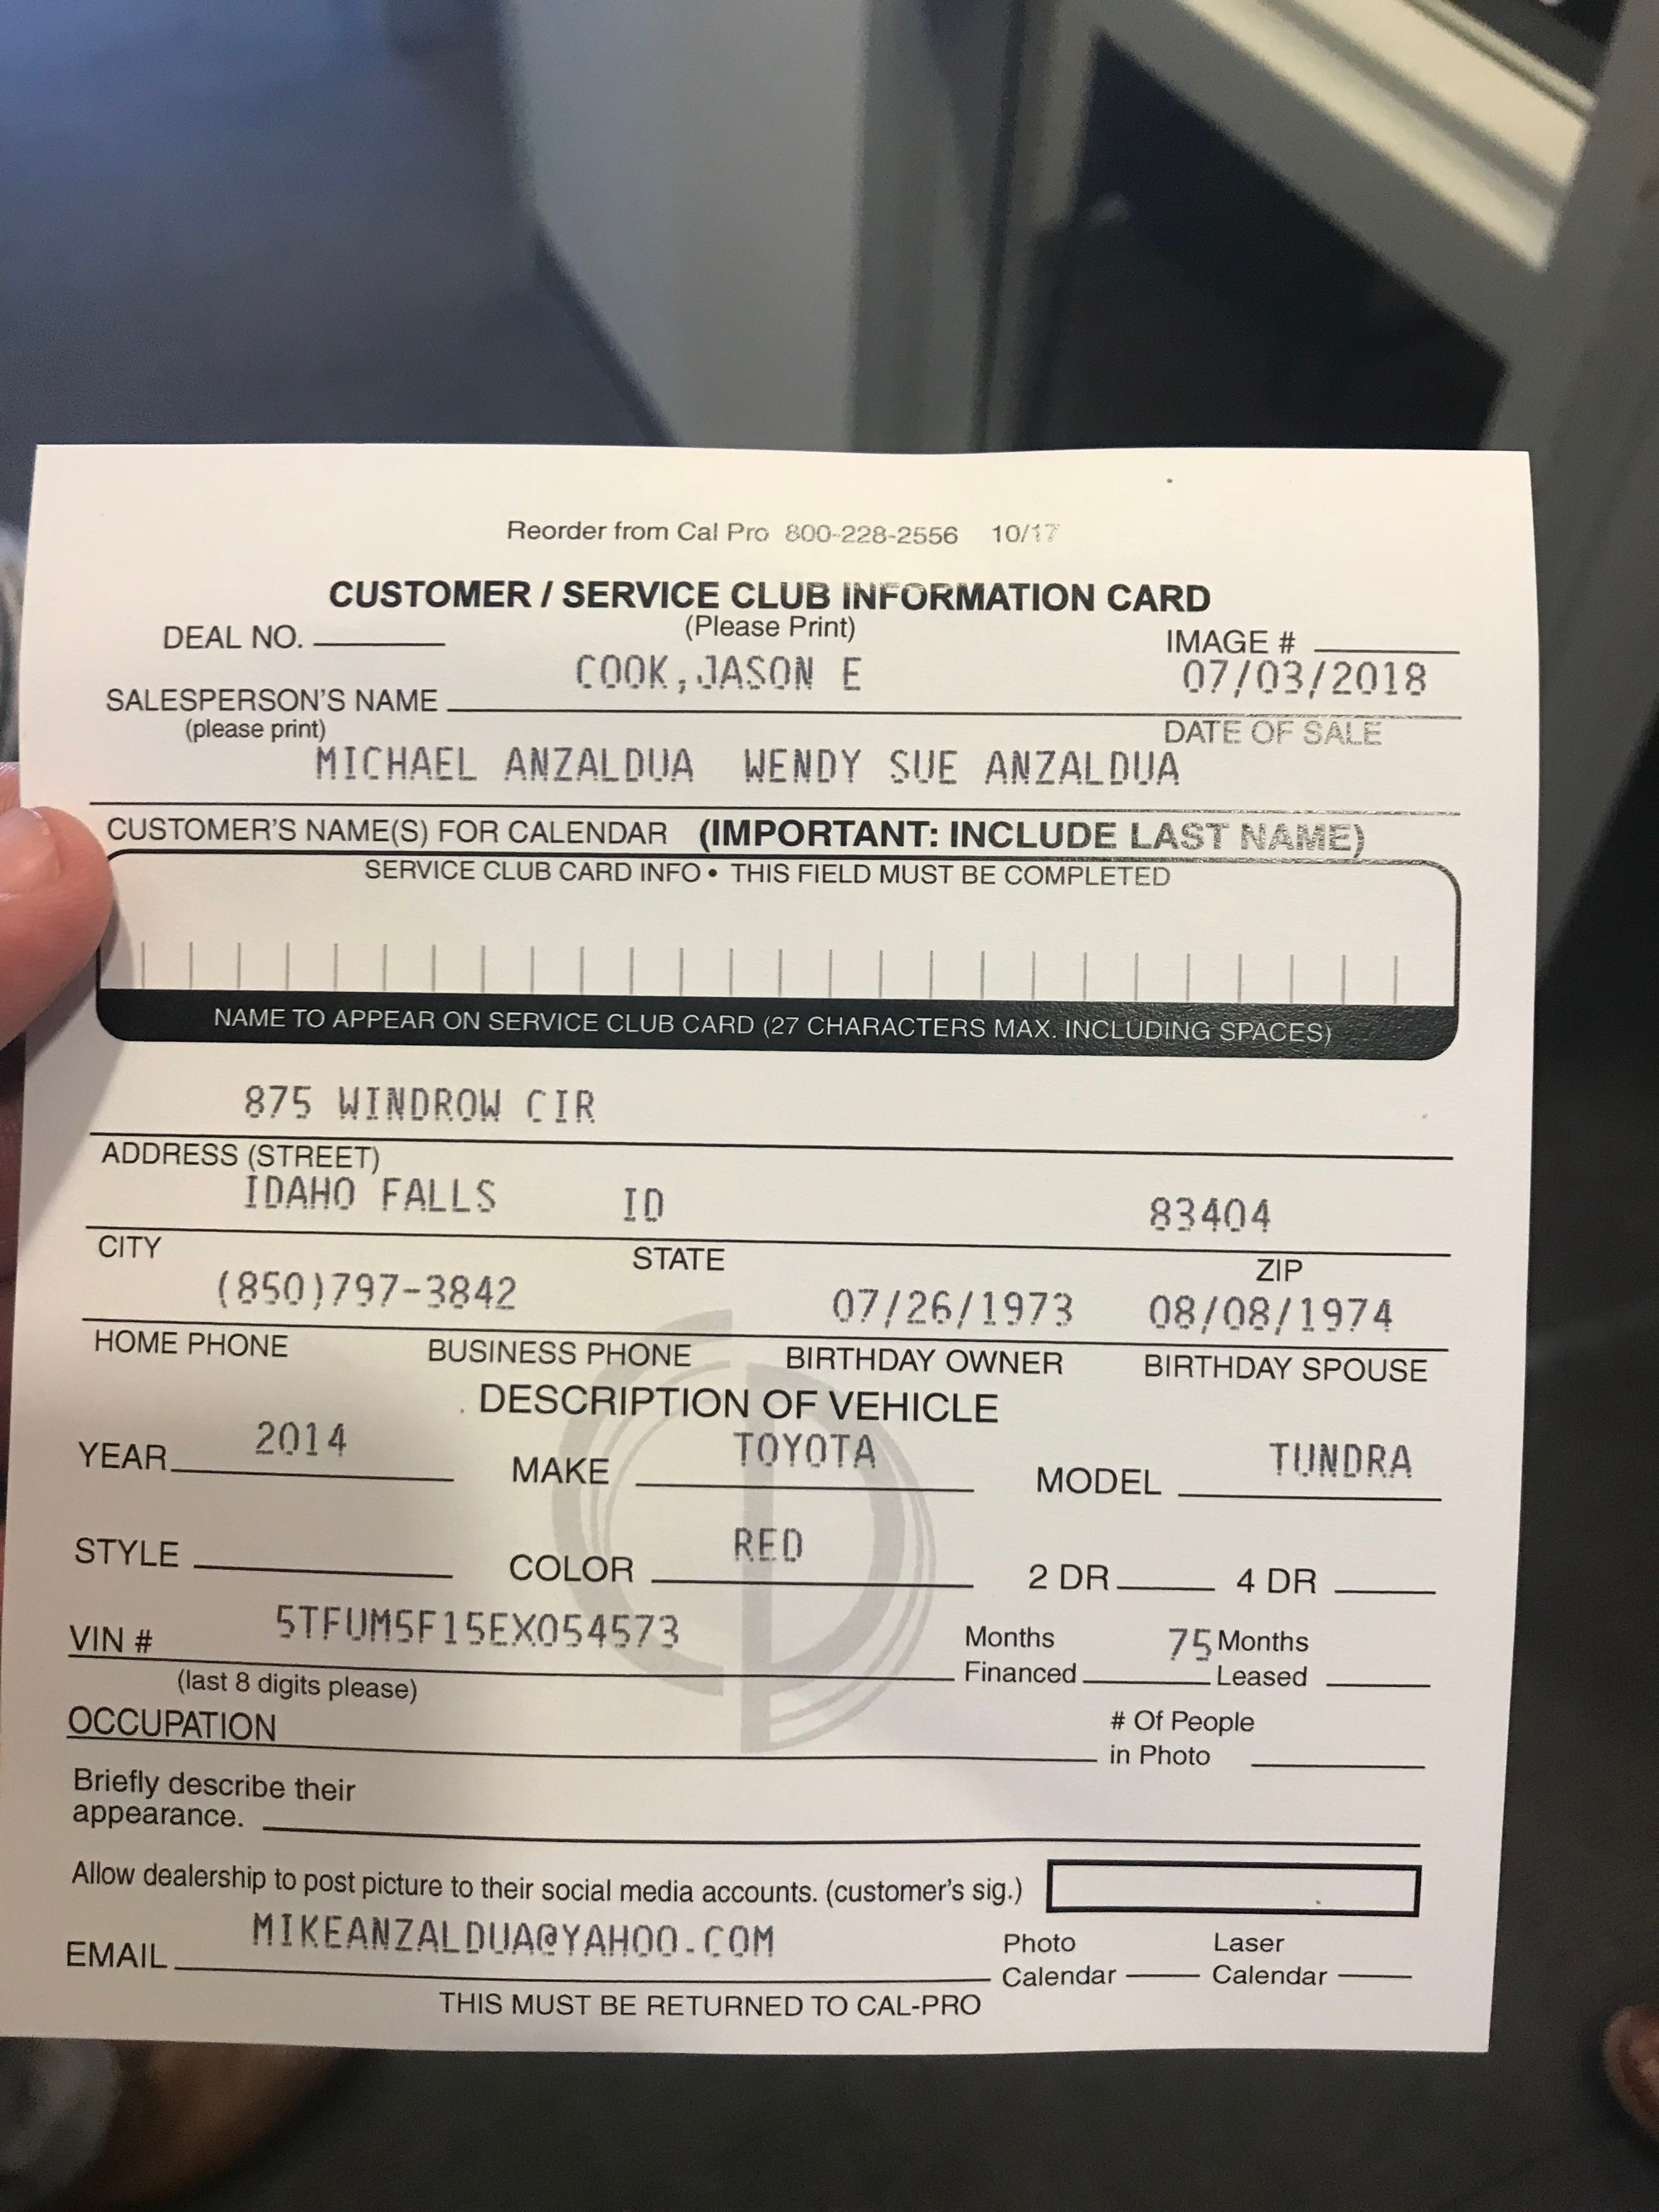 Reorder from Cal Pro 800-228-2556 10/17
CUSTOMER / SERVICE CLUB INFORMATION CARD
(Please Print)
DEAL NO. IMAGE #
COOK,JASON E 07/03/2018
SALESPERSON'S NAME
(please print) DATE OF SALE
MICHAEL ANZALDUA WENDY SUE ANZALDUA
CUSTOMER'S NAME(S) FOR CALENDAR (IMPORTANT: INCLUDE LAST NAME)
SERVICE CLUB CARD INFO • THIS FIELD MUST BE COMPLETED
NAME TO APPEAR ON SERVICE CLUB CARD (27 CHARACTERS MAX. INCLUDING SPACES)
875 WINDROW CIR
ADDRESS (STREET)
IDAHO FALLS ID 83404
CITY STATE ZIP
(850)797-3842 07/26/1973 08/08/1974
HOME PHONE BUSINESS PHONE BIRTHDAY OWNER BIRTHDAY SPOUSE
DESCRIPTION OF VEHICLE
YEAR 2014 MAKE TOYOTA MODEL TUNDRA
STYLE COLOR RED 2 DR 4 DR
VIN # 5TFUM5F15EX054573 Months Financed 75 Months Leased
(last 8 digits please)
OCCUPATION # Of People in Photo
Briefly describe their
appearance.
Allow dealership to post picture to their social media accounts. (customer's sig.)
EMAIL MIKEANZALDUA@YAHOO.COM Photo Calendar Laser Calendar
THIS MUST BE RETURNED TO CAL-PRO